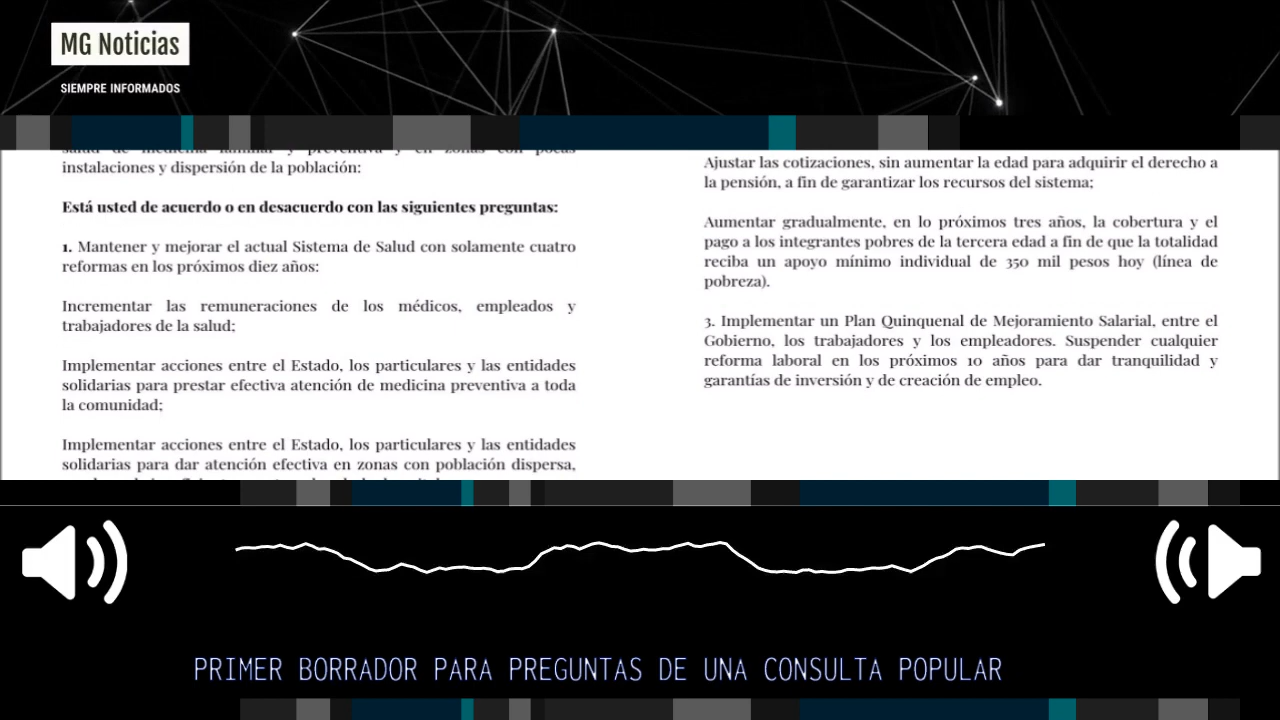 MG Noticias
SIEMPRE INFORMADOS
salud de medicina familiar y preventiva y en zonas con pocas
instalaciones y dispersión de la población:
Está usted de acuerdo o en desacuerdo con las siguientes preguntas:
1. Mantener y mejorar el actual Sistema de Salud con solamente cuatro
reformas en los próximos diez años:
Incrementar las remuneraciones de los médicos, empleados y
trabajadores de la salud;
Implementar acciones entre el Estado, los particulares y las entidades
solidarias para prestar efectiva atención de medicina preventiva a toda
la comunidad;
Implementar acciones entre el Estado, los particulares y las entidades
solidarias para dar atención efectiva en zonas con población dispersa,
Ajustar las cotizaciones, sin aumentar la edad para adquirir el derecho a
la pensión, a fin de garantizar los recursos del sistema;
Aumentar gradualmente, en lo próximos tres años, la cobertura y el
pago a los integrantes pobres de la tercera edad a fin de que la totalidad
reciba un apoyo mínimo individual de 350 mil pesos hoy (línea de
pobreza).
3. Implementar un Plan Quinquenal de Mejoramiento Salarial, entre el
Gobierno, los trabajadores y los empleadores. Suspender cualquier
reforma laboral en los próximos 10 años para dar tranquilidad y
garantías de inversión y de creación de empleo.
PRIMER BORRADOR PARA PREGUNTAS DE UNA CONSULTA POPULAR